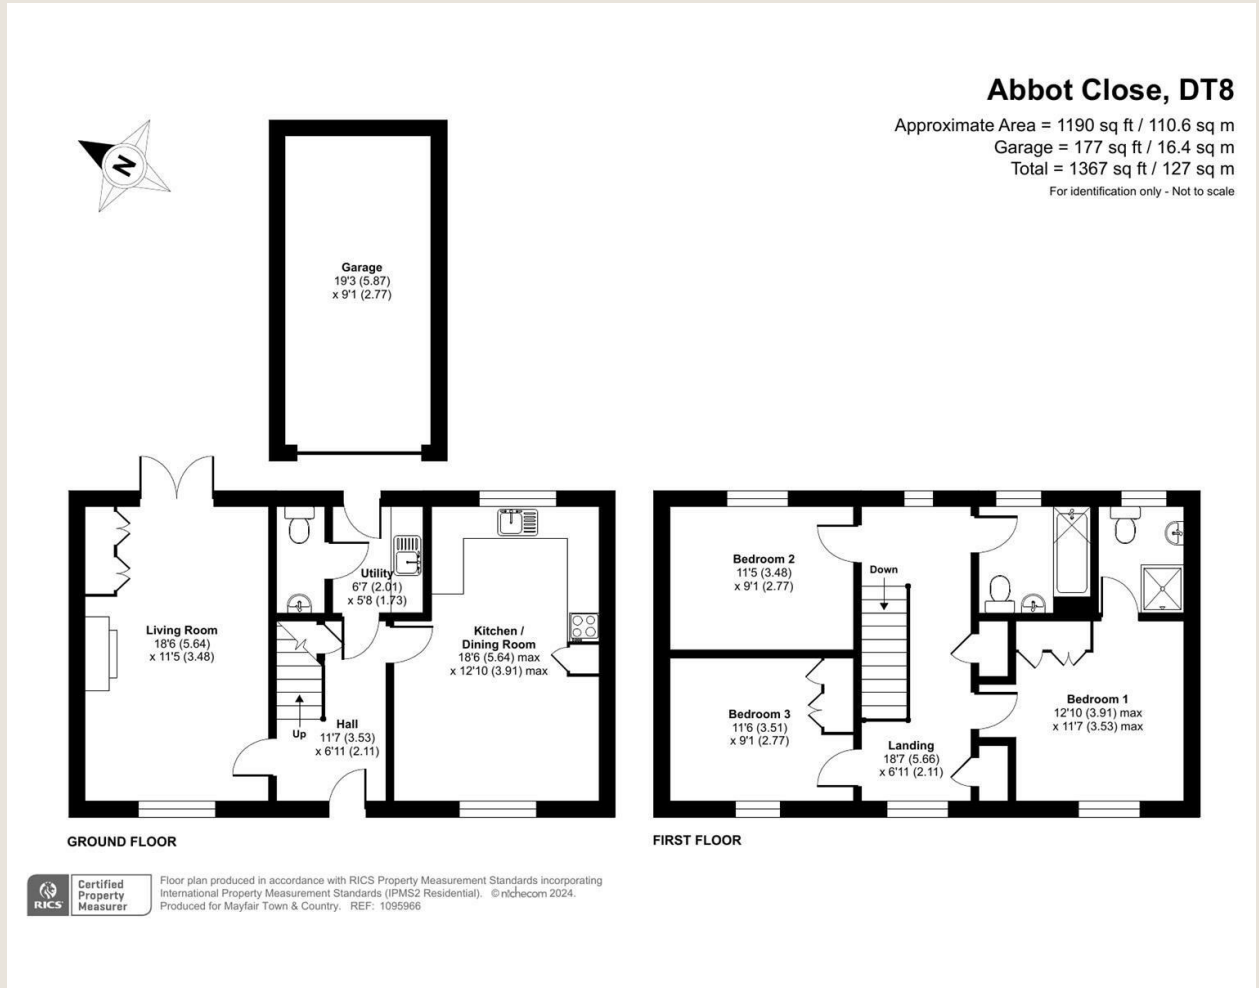 Abbot Close, DT8
Approximate Area = 1190 sq ft / 110.6 sq m
Garage = 177 sq ft / 16.4 sq m
Total = 1367 sq ft / 127 sq m
For identification only - Not to scale
N
Garage
19'3 (5.87)
x 9'1 (2.77)
Utility
6'7 (2.01)
x 5'8 (1.73)
Living Room
18'6 (5.64)
x 11'5 (3.48)
Kitchen /
Dining Room
18'6 (5.64) max
x 12'10 (3.91) max
Up
Hall
11'7 (3.53)
x 6'11 (2.11)
GROUND FLOOR
Bedroom 2
11'5 (3.48)
x 9'1 (2.77)
Down
Bedroom 3
11'6 (3.51)
x 9'1 (2.77)
Landing
18'7 (5.66)
x 6'11 (2.11)
Bedroom 1
12'10 (3.91) max
x 11'7 (3.53) max
FIRST FLOOR
RICS
Certified
Property
Measurer
Floor plan produced in accordance with RICS Property Measurement Standards incorporating
International Property Measurement Standards (IPMS2 Residential). © nichecom 2024.
Produced for Mayfair Town & Country. REF: 1095966